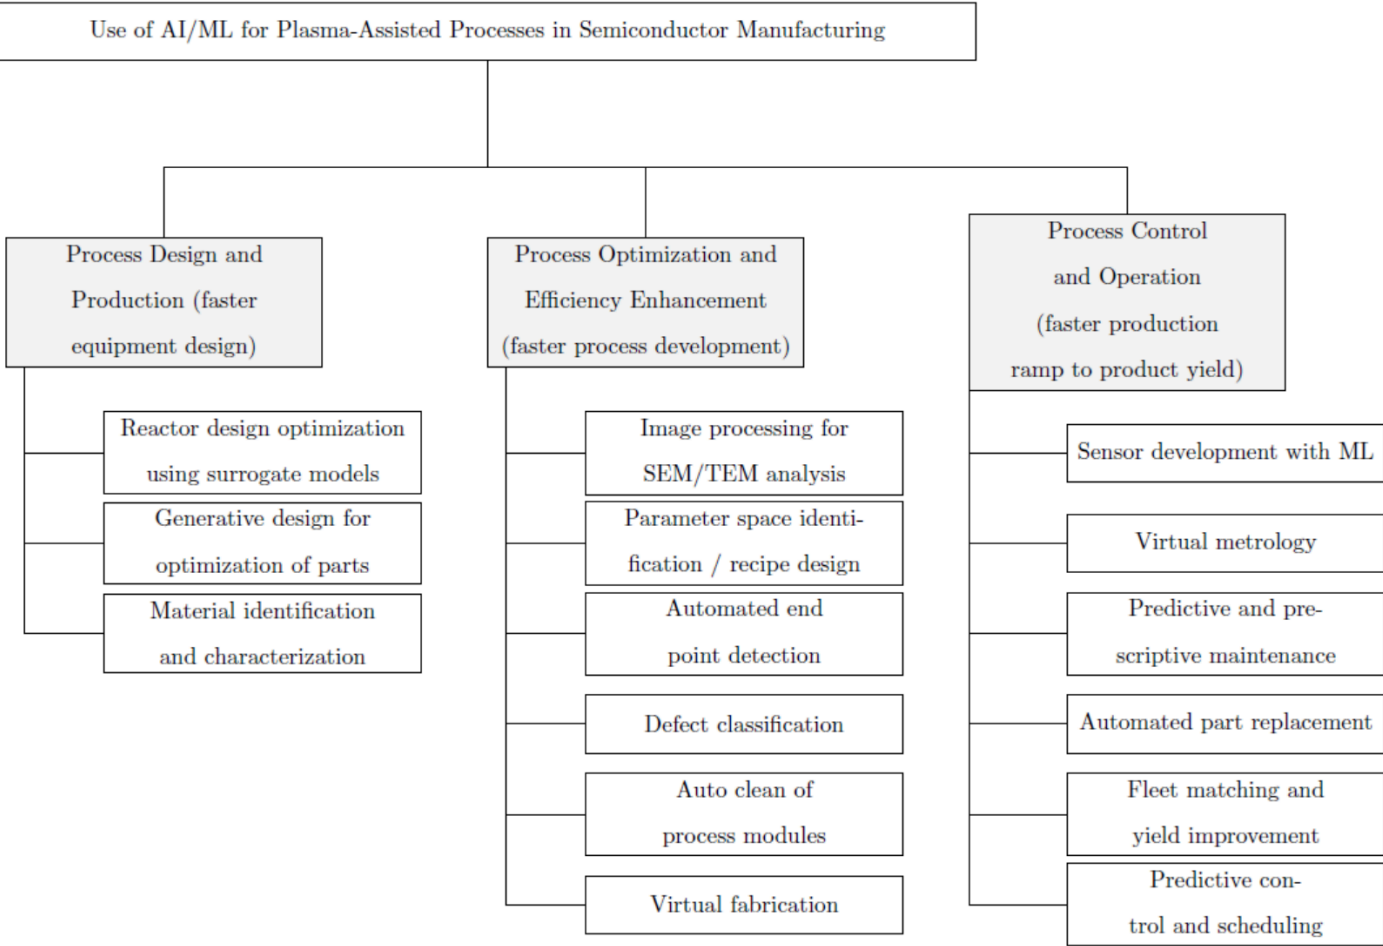 Use of AI/ML for Plasma-Assisted Processes in Semiconductor Manufacturing
Process Design and
Production (faster
equipment design)
Reactor design optimization
using surrogate models
Generative design for
optimization of parts
Material identification
and characterization
Process Optimization and
Efficiency Enhancement
(faster process development)
Image processing for
SEM/TEM analysis
Parameter space identi-
fication / recipe design
Automated end
point detection
Defect classification
Auto clean of
process modules
Virtual fabrication
Process Control
and Operation
(faster production
ramp to product yield)
Sensor development with ML
Virtual metrology
Predictive and pre-
scriptive maintenance
Automated part replacement
Fleet matching and
yield improvement
Predictive con-
trol and scheduling